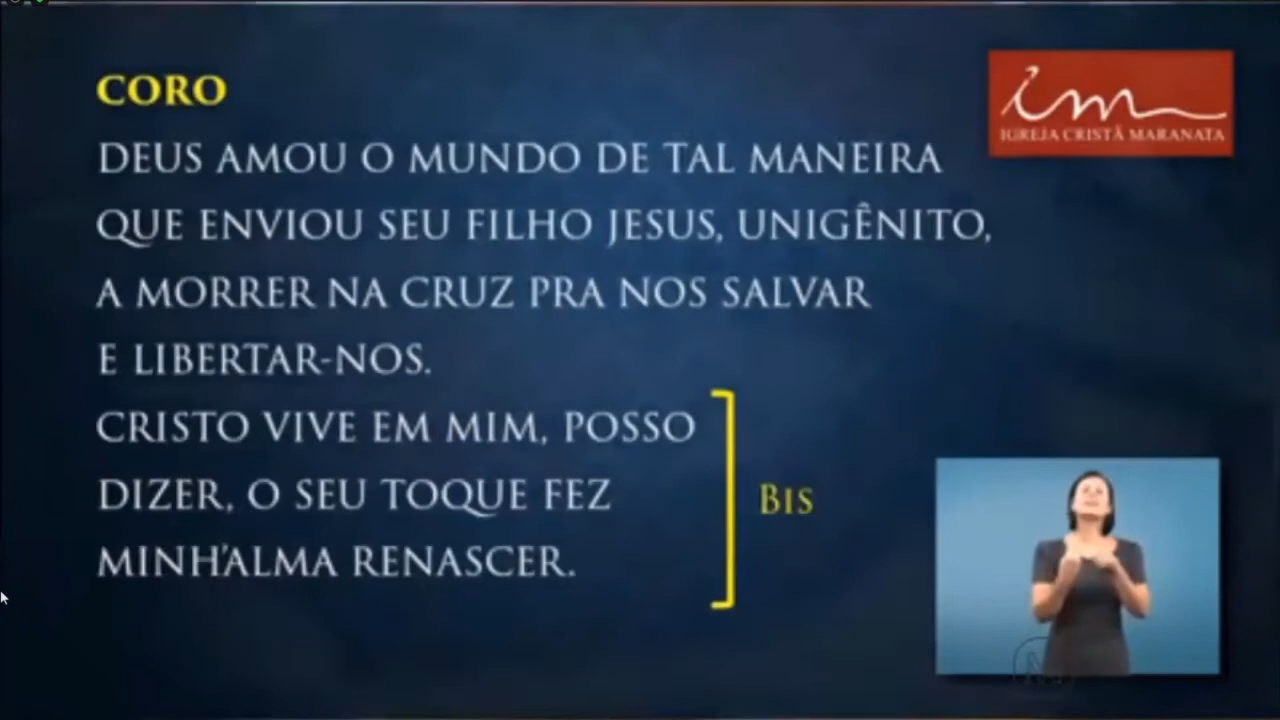 CORO
DEUS AMOU O MUNDO DE TAL MANEIRA
QUE ENVIOU SEU FILHO JESUS, UNIGÊNITO,
A MORRER NA CRUZ PRA NOS SALVAR
E LIBERTAR-NOS.
CRISTO VIVE EM MIM, POSSO
DIZER, O SEU TOQUE FEZ
MINH'ALMA RENASCER.
BIS
im
IGREJA CRISTÃ MARANATA